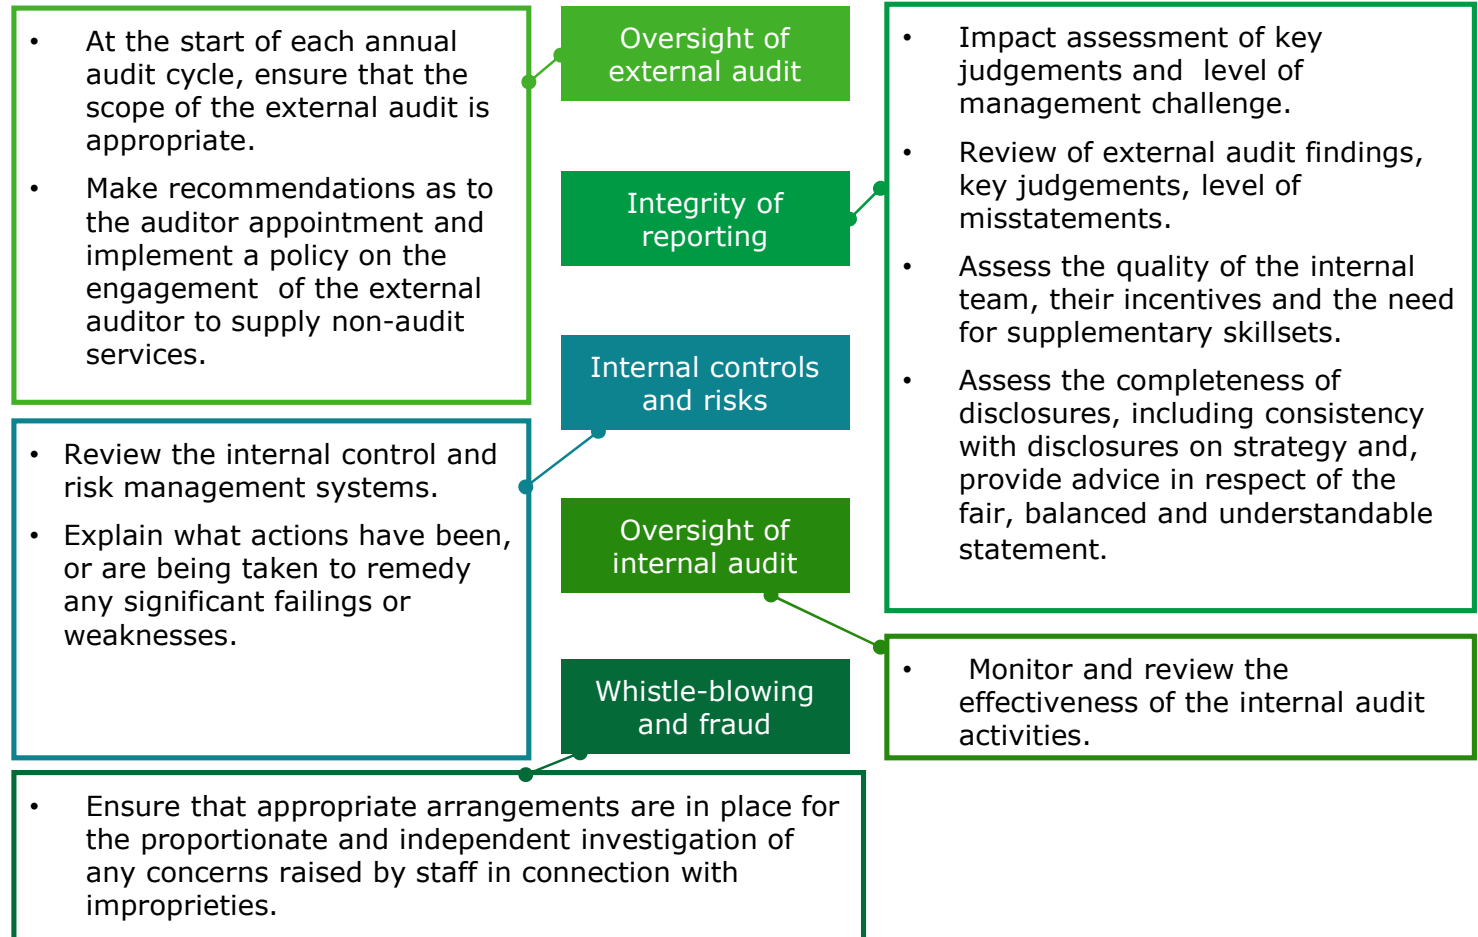 • At the start of each annual
audit cycle, ensure that the
scope of the external audit is
appropriate.
• Make recommendations as to
the auditor appointment and
implement a policy on the
engagement of the external
auditor to supply non-audit
services.
Oversight of
external audit
Integrity of
reporting
• Impact assessment of key
judgements and level of
management challenge.
• Review of external audit findings,
key judgements, level of
misstatements.
• Assess the quality of the internal
team, their incentives and the need
for supplementary skillsets.
• Assess the completeness of
disclosures, including consistency
with disclosures on strategy and,
provide advice in respect of the
fair, balanced and understandable
statement.
Internal controls
and risks
• Review the internal control and
risk management systems.
• Explain what actions have been,
or are being taken to remedy
any significant failings or
weaknesses.
Oversight of
internal audit
• Monitor and review the
effectiveness of the internal audit
activities.
Whistle-blowing
and fraud
• Ensure that appropriate arrangements are in place for
the proportionate and independent investigation of
any concerns raised by staff in connection with
improprieties.